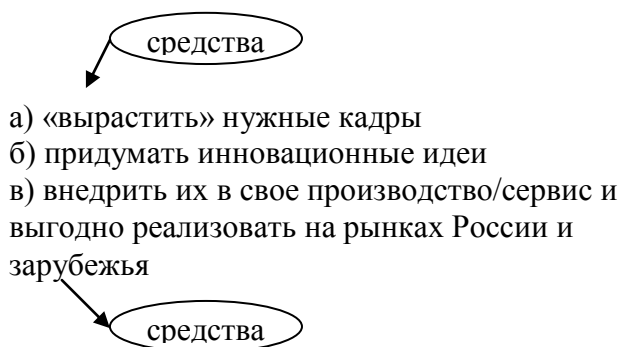 средства
а) «вырастить» нужные кадры
б) придумать инновационные идеи
в) внедрить их в свое производство/сервис и
выгодно реализовать на рынках России и
зарубежья
средства